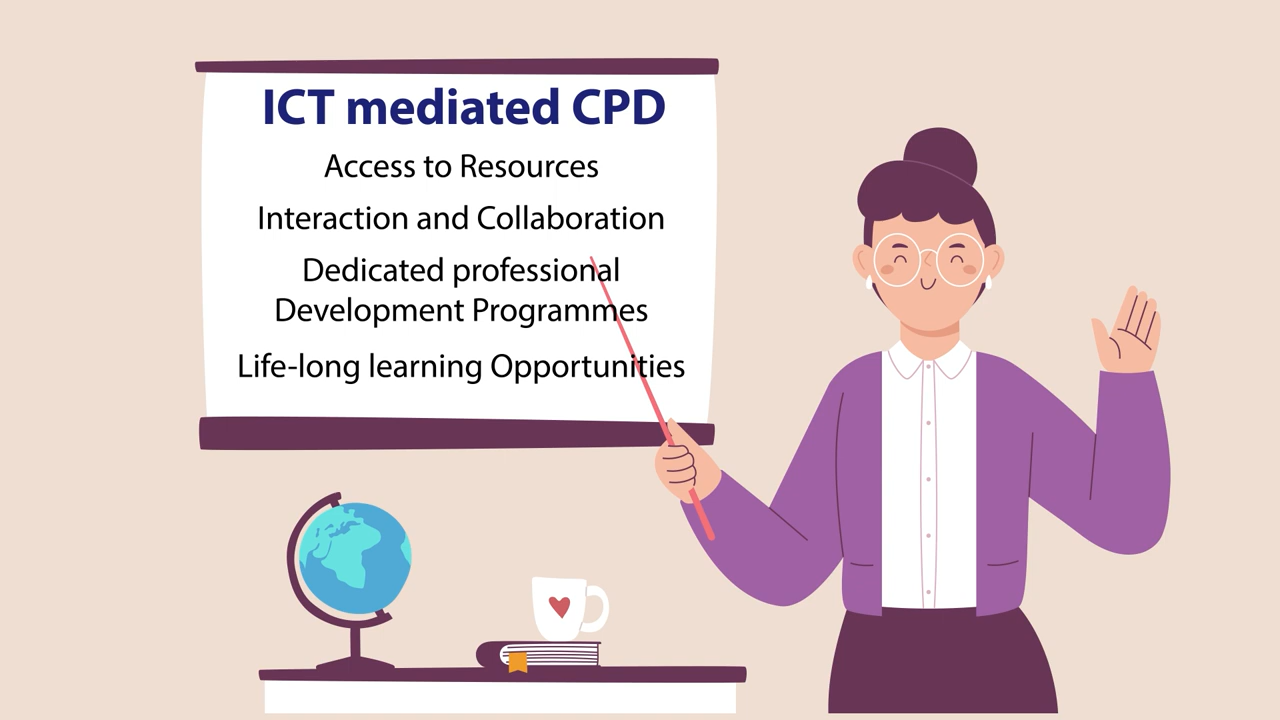 ICT mediated CPD
Access to Resources
Interaction and Collaboration
Dedicated professional
Development Programmes
Life-long learning Opportunities